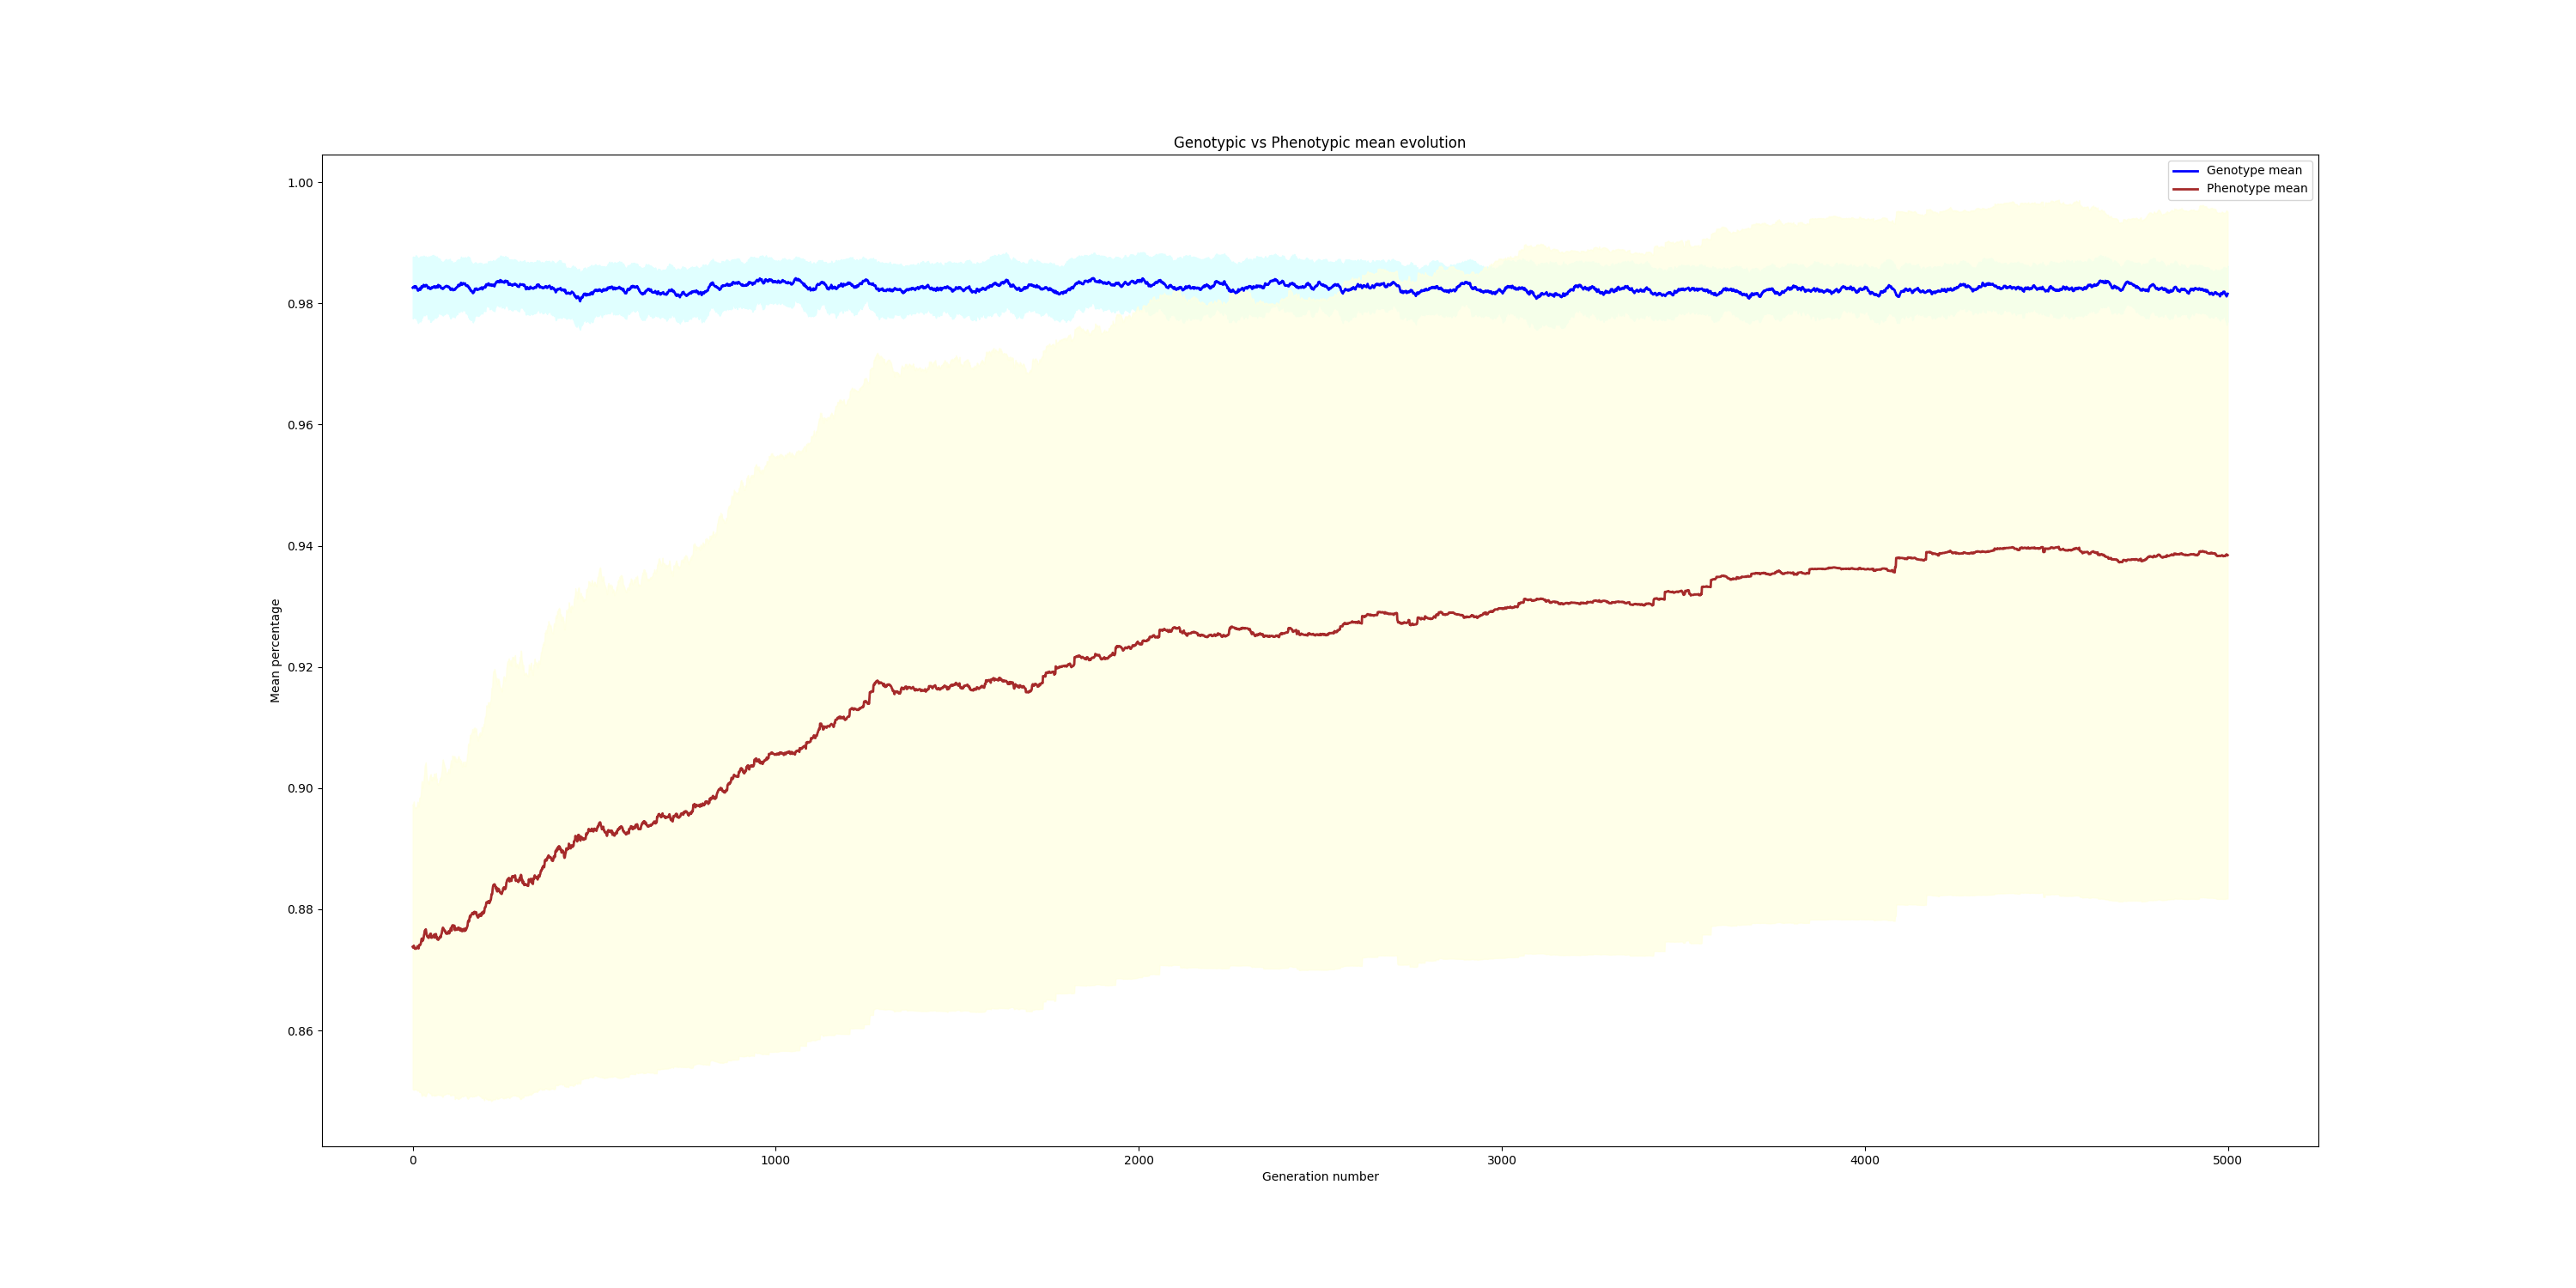 Genotypic vs Phenotypic mean evolution
Genotype mean
Phenotype mean
Mean percentage
1.00
0.98
0.96
0.94
0.92
0.90
0.88
0.86
0 1000 2000 3000 4000 5000
Generation number